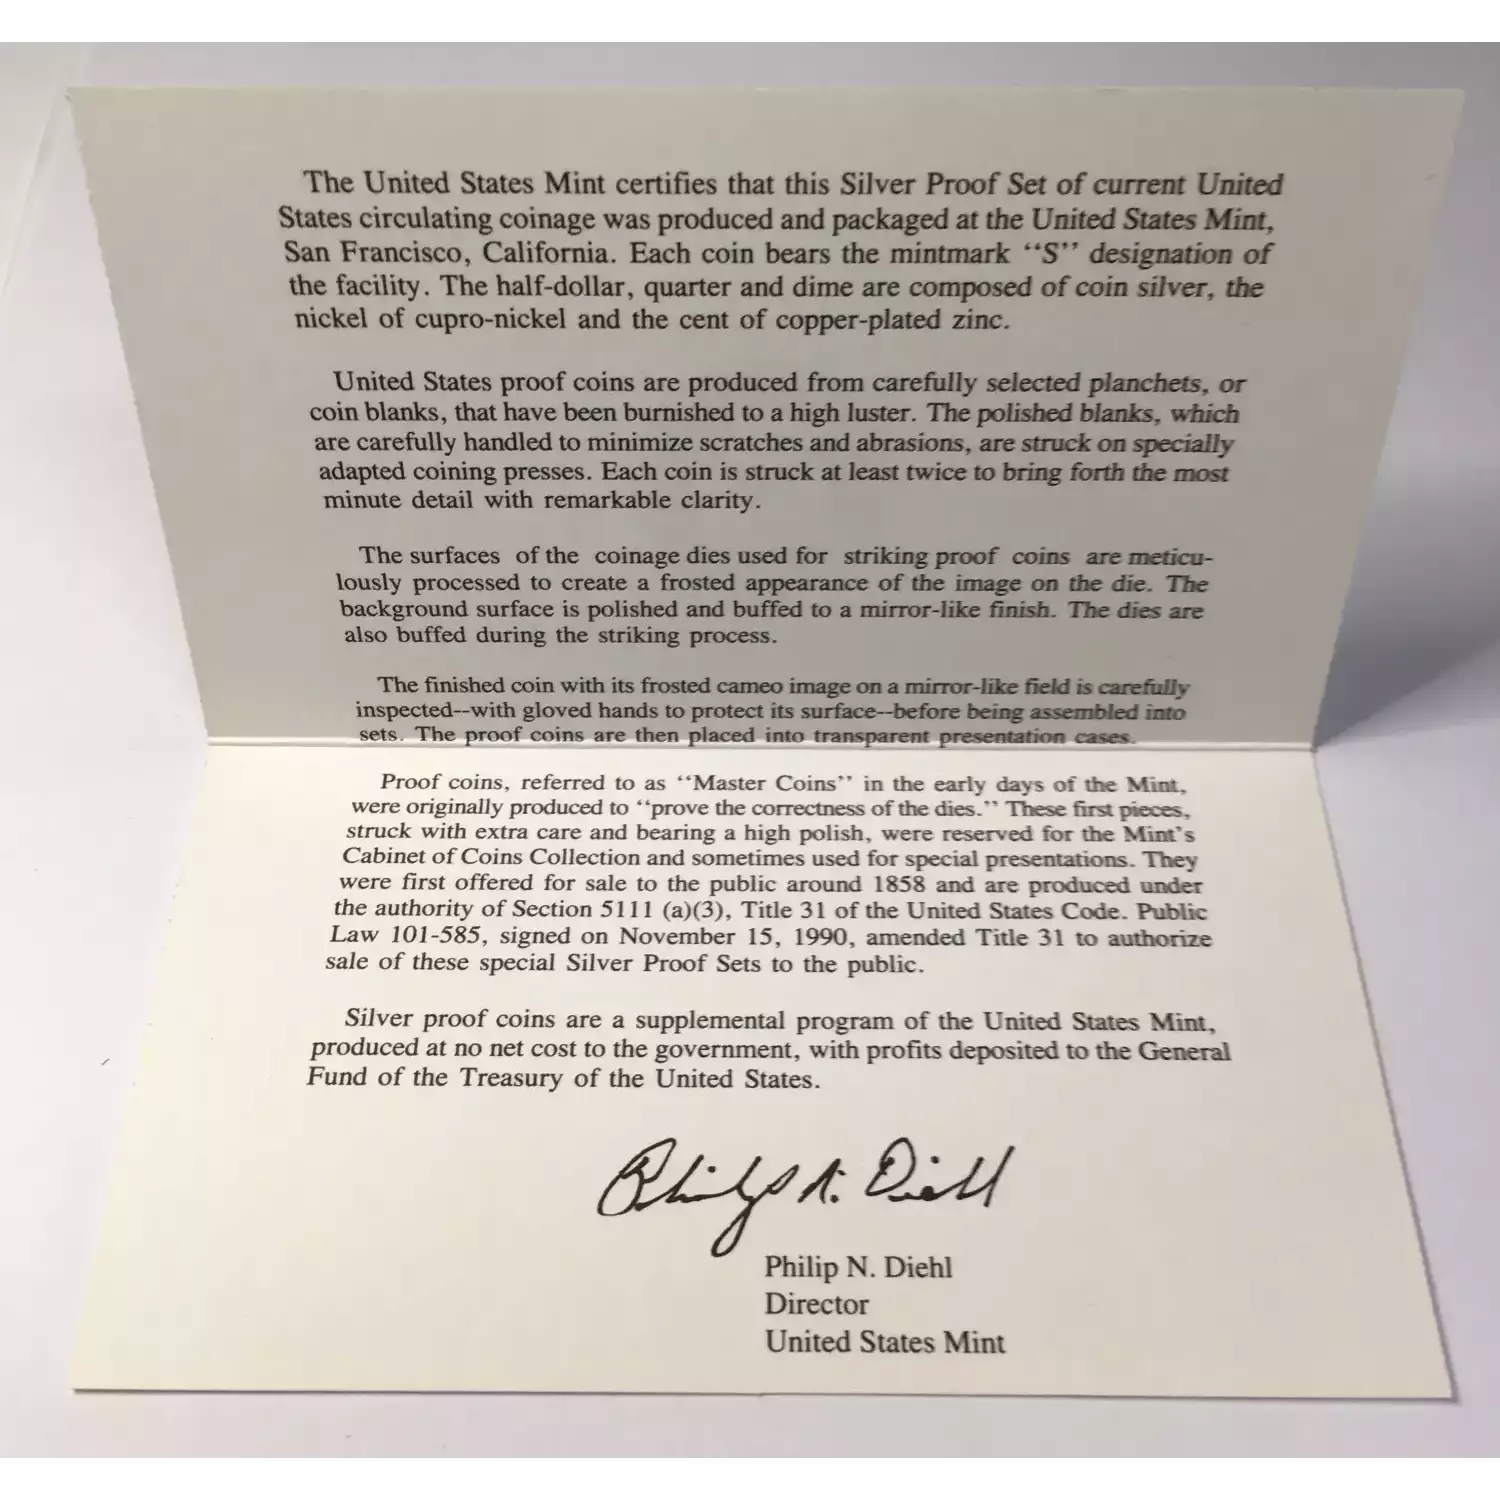 The United States Mint certifies that this Silver Proof Set of current United
States circulating coinage was produced and packaged at the United States Mint,
San Francisco, California. Each coin bears the mintmark “S” designation of
the facility. The half-dollar, quarter and dime are composed of coin silver, the
nickel of cupro-nickel and the cent of copper-plated zinc.
United States proof coins are produced from carefully selected planchets, or
coin blanks, that have been burnished to a high luster. The polished blanks, which
are carefully handled to minimize scratches and abrasions, are struck on specially
adapted coining presses. Each coin is struck at least twice to bring forth the most
minute detail with remarkable clarity.
The surfaces of the coinage dies used for striking proof coins are meticu-
lously processed to create a frosted appearance of the image on the die. The
background surface is polished and buffed to a mirror-like finish. The dies are
also buffed during the striking process.
The finished coin with its frosted cameo image on a mirror-like field is carefully
inspected--with gloved hands to protect its surface--before being assembled into
sets. The proof coins are then placed into transparent presentation cases.
Proof coins, referred to as “Master Coins” in the early days of the Mint,
were originally produced to “prove the correctness of the dies.” These first pieces,
struck with extra care and bearing a high polish, were reserved for the Mint's
Cabinet of Coins Collection and sometimes used for special presentations. They
were first offered for sale to the public around 1858 and are produced under
the authority of Section 5111 (a)(3), Title 31 of the United States Code. Public
Law 101-585, signed on November 15, 1990, amended Title 31 to authorize
sale of these special Silver Proof Sets to the public.
Silver proof coins are a supplemental program of the United States Mint,
produced at no net cost to the government, with profits deposited to the General
Fund of the Treasury of the United States.
Philip N. Diehl
Philip N. Diehl
Director
United States Mint